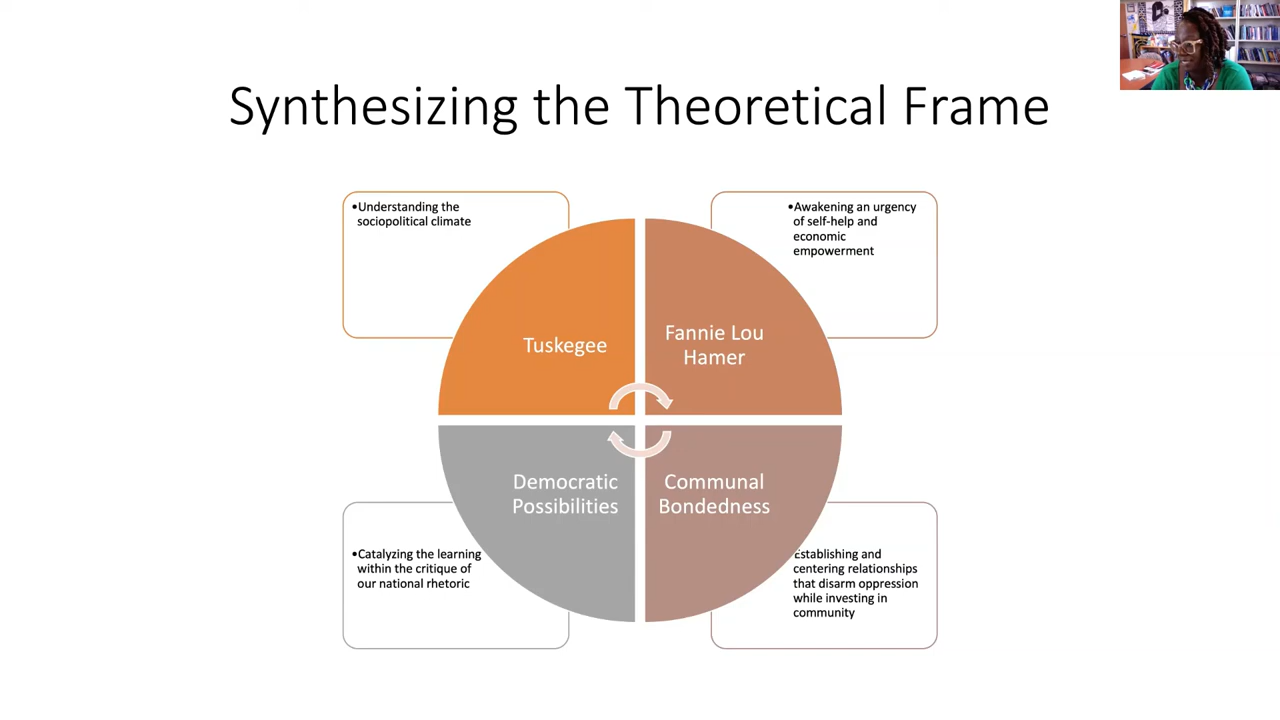 Synthesizing the Theoretical Frame
•Understanding the
sociopolitical climate
•Awakening an urgency
of self-help and
economic
empowerment
Tuskegee
Fannie Lou
Hamer
Democratic
Possibilities
Communal
Bondedness
•Catalyzing the learning
within the critique of
our national rhetoric
Establishing and
centering relationships
that disarm oppression
while investing in
community